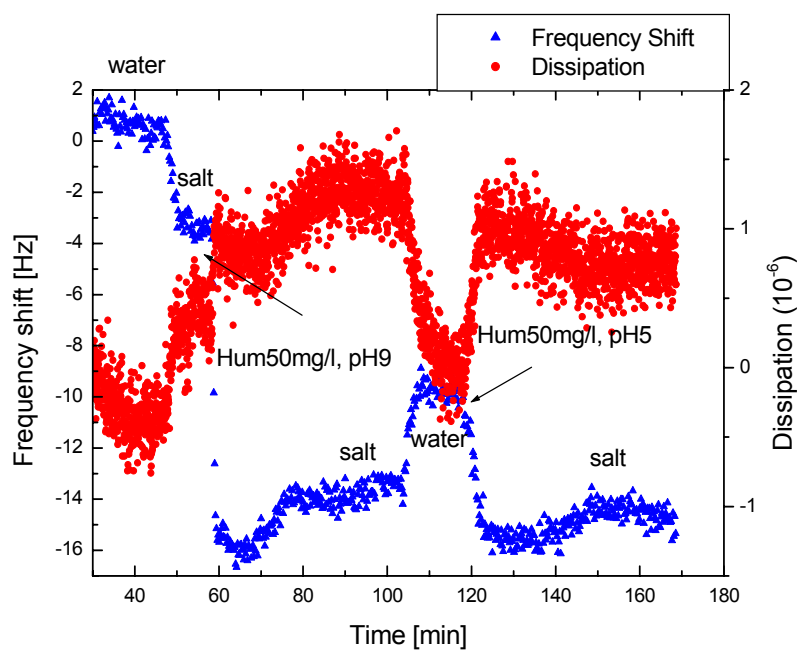 Frequency Shift
Dissipation
water
salt
Hum50mg/l, pH9
Hum50mg/l, pH5
salt
water
salt
2
0
-2
-4
-6
-8
-10
-12
-14
-16
Frequency shift [Hz]
2
1
0
-1
Dissipation (10⁻⁶)
40 60 80 100 120 140 160 180
Time [min]